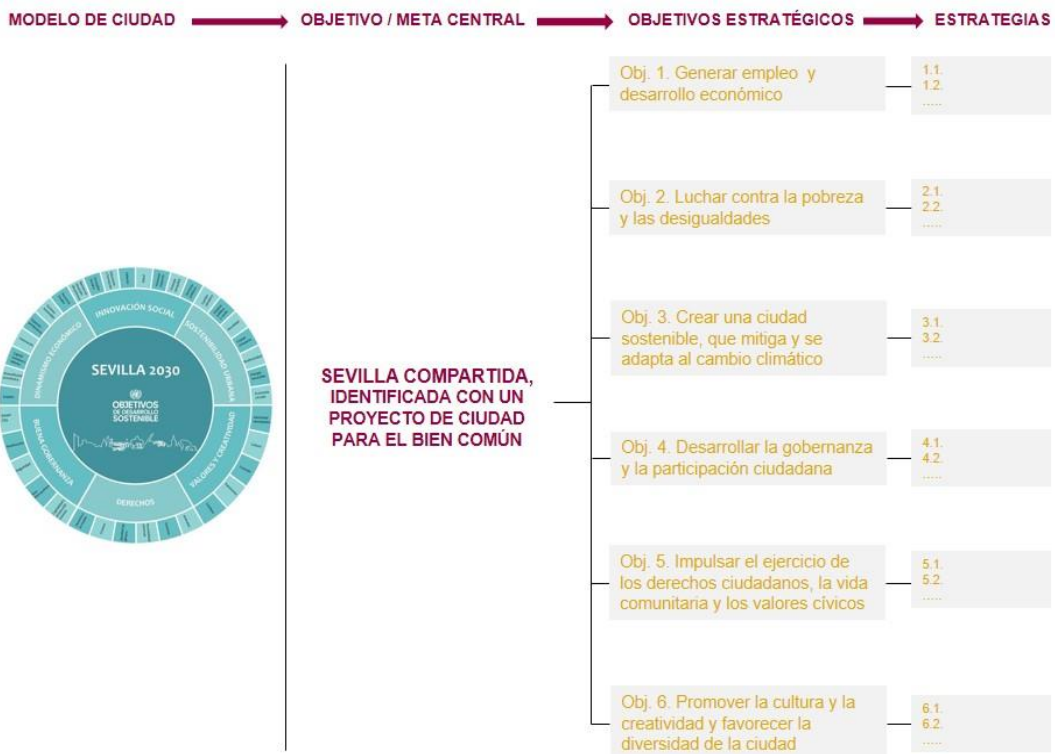 MODELO DE CIUDAD
OBJETIVO / META CENTRAL
OBJETIVOS ESTRATÉGICOS
ESTRATEGIAS
Obj. 1. Generar empleo y
desarrollo económico
1.1.
1.2.
.....
Obj. 2. Luchar contra la pobreza
y las desigualdades
2.1.
2.2.
.....
Obj. 3. Crear una ciudad
sostenible, que mitiga y se
adapta al cambio climático
3.1.
3.2.
.....
INNOVACIÓN SOCIAL
SOSTENIBILIDAD URBANA
VALORES Y CREATIVIDAD
DERECHOS
BUENA GOBERNANZA
DINAMISMO ECONÓMICO
SEVILLA 2030
OBJETIVOS
DE DESARROLLO
SOSTENIBLE
SEVILLA COMPARTIDA,
IDENTIFICADA CON UN
PROYECTO DE CIUDAD
PARA EL BIEN COMÚN
Obj. 4. Desarrollar la gobernanza
y la participación ciudadana
4.1.
4.2.
.....
Obj. 5. Impulsar el ejercicio de
los derechos ciudadanos, la vida
comunitaria y los valores cívicos
5.1.
5.2.
.....
Obj. 6. Promover la cultura y la
creatividad y favorecer la
diversidad de la ciudad
6.1.
6.2.
.....